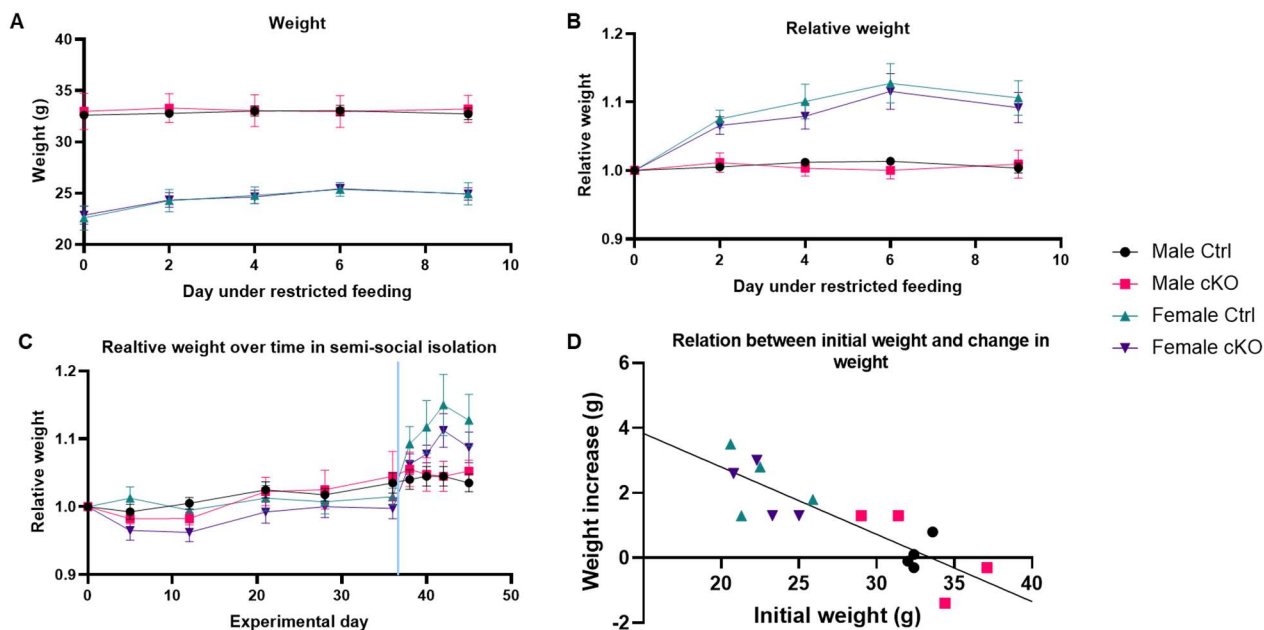 A
Weight
40
35
30
25
20
Weight (g)
0 2 4 6 8 10
Day under restricted feeding
B
Relative weight
1.2
1.1
1.0
0.9
Relative weight
0 2 4 6 8 10
Day under restricted feeding
Male Ctrl
Male cKO
Female Ctrl
Female cKO
C
Realtive weight over time in semi-social isolation
1.2
1.1
1.0
0.9
Relative weight
0 10 20 30 40 50
Experimental day
D
Relation between initial weight and change in
weight
6
4
2
0
-2
Weight increase (g)
20 25 30 35 40
Initial weight (g)